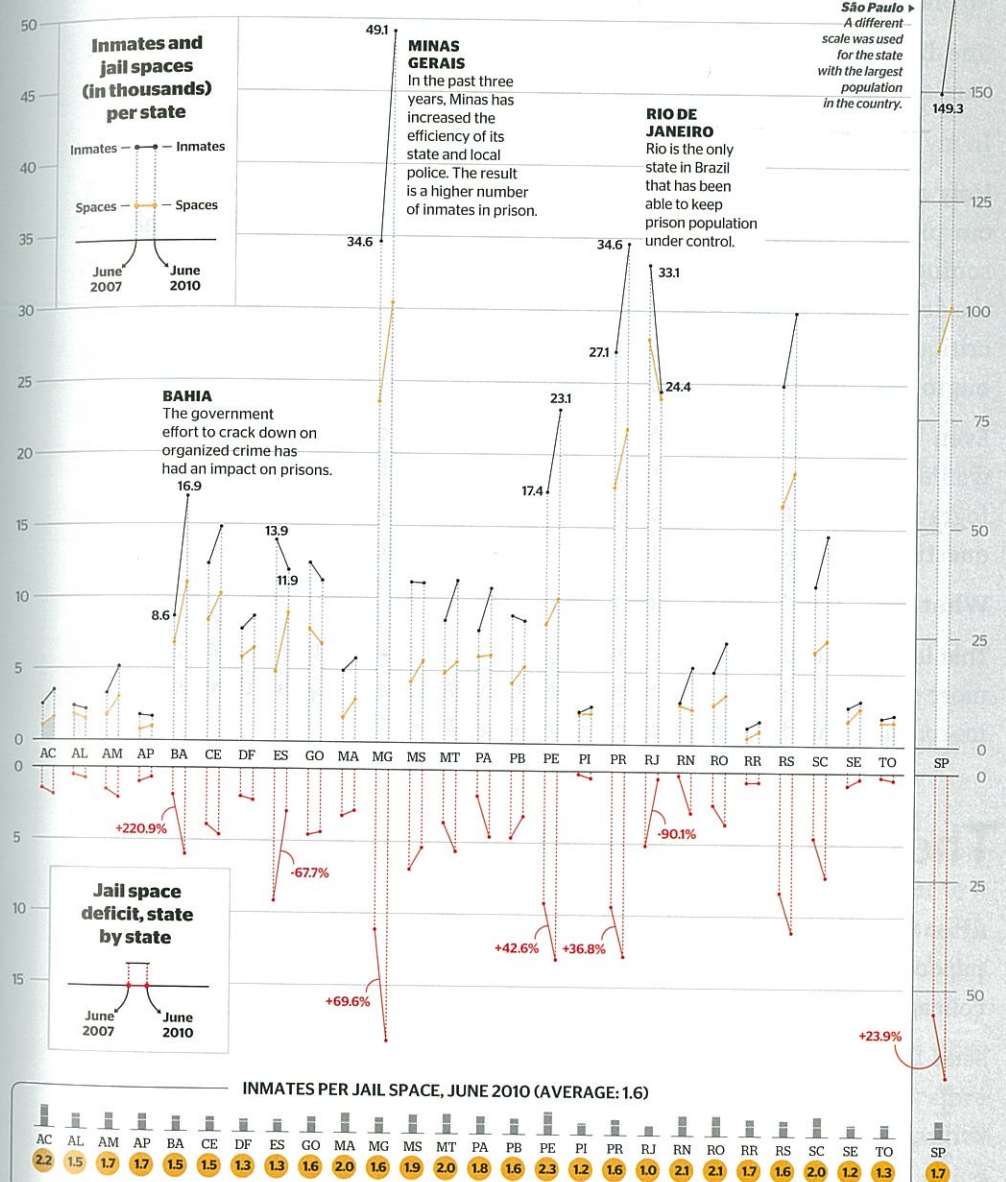 50
45
40
35
30
25
20
15
10
5
0
Inmates and
jail spaces
(in thousands)
per state
Inmates
Inmates
Spaces
Spaces
June
2007
June
2010
49.1
34.6
MINAS
GERAIS
In the past three
years, Minas has
increased the
efficiency of its
state and local
police. The result
is a higher number
of inmates in prison.
RIO DE
JANEIRO
Rio is the only
state in Brazil
that has been
able to keep
prison population
under control.
34.6
27.1
33.1
24.4
São Paulo
A different
scale was used
for the state
with the largest
population
in the country.
149.3
150
125
100
75
50
25
0
BAHIA
The government
effort to crack down on
organized crime has
had an impact on prisons.
16.9
8.6
13.9
11.9
23.1
17.4
AC AL AM AP BA CE DF ES GO MA MG MS MT PA PB PE PI PR RJ RN RO RR RS SC SE TO SP
0
5
10
15
0
25
50
+220.9%
-67.7%
+69.6%
+42.6%
+36.8%
-90.1%
+23.9%
Jail space
deficit, state
by state
June
2007
June
2010
INMATES PER JAIL SPACE, JUNE 2010 (AVERAGE: 1.6)
AC AL AM AP BA CE DF ES GO MA MG MS MT PA PB PE PI PR RJ RN RO RR RS SC SE TO SP
2.2 1.5 1.7 1.7 1.5 1.5 1.3 1.3 1.6 2.0 1.6 1.9 2.0 1.8 1.6 2.3 1.2 1.6 1.0 2.1 2.1 1.7 1.6 2.0 1.2 1.3 1.7